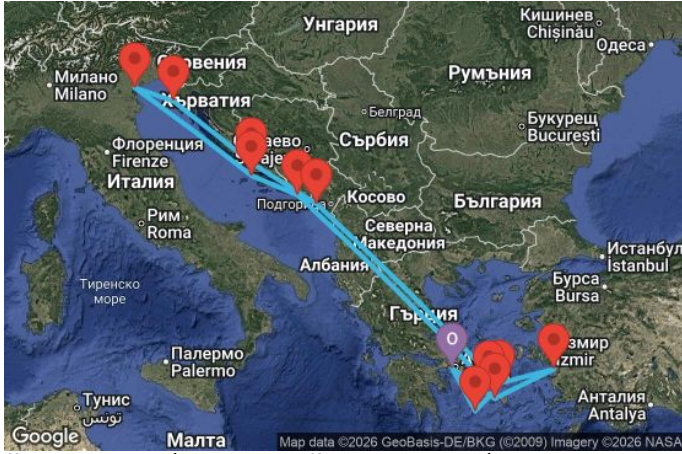 Унгария
Кишинев
Chișinău
Одеса
Словения
Милано
Milano
Румъния
Хърватия
Белград
Букурещ
București
Флоренция
Firenze
Сърбия
Италия
Подгорица
Косово
България
Рим
Roma
Северна
Македония
Истанбул
İstanbul
Албания
Бурса
Bursa
Тиренско
море
Гърция
Измир
Izmir
O
Палермо
Palermo
Анталия
Antalya
Тунис
تونس
Малта
Google
Map data ©2026 GeoBasis-DE/BKG (©2009) Imagery ©2026 NASA